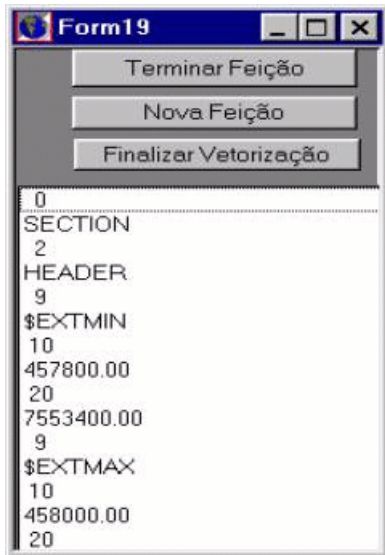 Form19
Terminar Feição
Nova Feição
Finalizar Vetorização
0
SECTION
2
HEADER
9
$EXTMIN
10
457800.00
20
7553400.00
9
$EXTMAX
10
458000.00
20